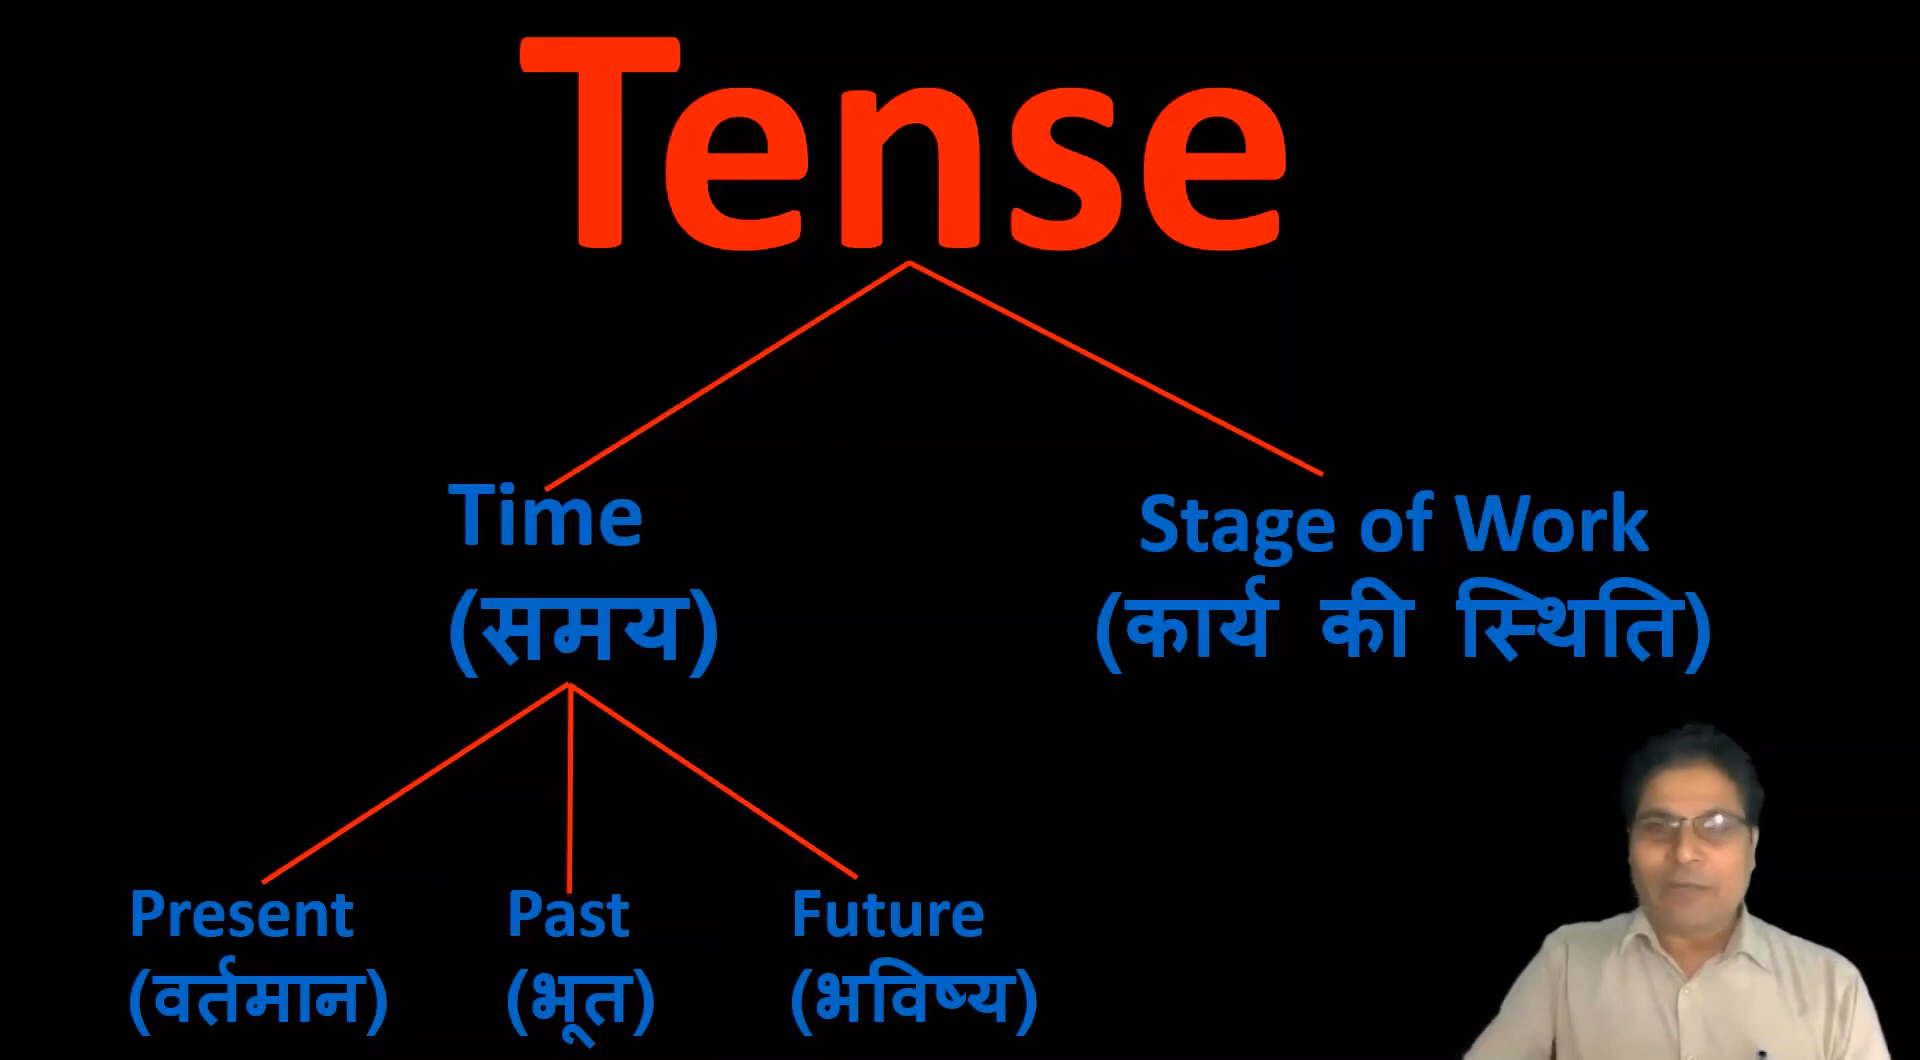 Tense
Time
(समय)
Stage of Work
(कार्य की स्थिति)
Present
(वर्तमान)
Past
(भूत)
Future
(भविष्य)